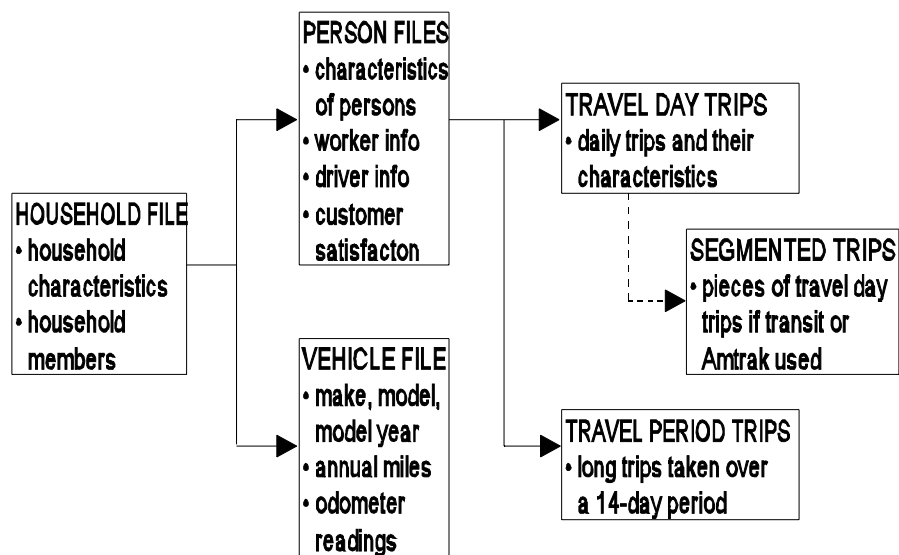 HOUSEHOLD FILE
• household
characteristics
• household
members
PERSON FILES
• characteristics
of persons
• worker info
• driver info
• customer
satisfacton
VEHICLE FILE
• make, model,
model year
• annual miles
• odometer
readings
TRAVEL DAY TRIPS
• daily trips and their
characteristics
SEGMENTED TRIPS
• pieces of travel day
trips if transit or
Amtrak used
TRAVEL PERIOD TRIPS
• long trips taken over
a 14-day period